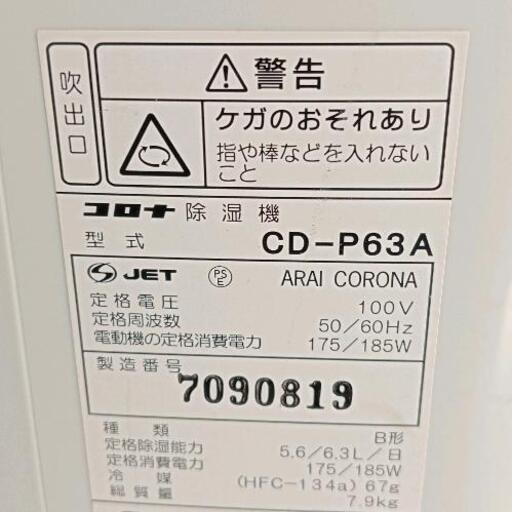 吹出口
警告
ケガのおそれあり
指や棒などを入れない
こと
コロナ 除湿機
型式 CD-P63A
JET PSE ARAI CORONA
定格電圧 100V
定格周波数 50/60Hz
電動機の定格消費電力 175/185W
製造番号 7090819
種類 B形
定格除湿能力 5.6/6.3L/日
定格消費電力 175/185W
冷媒 (HFC-134a) 67g
総質量 7.9kg